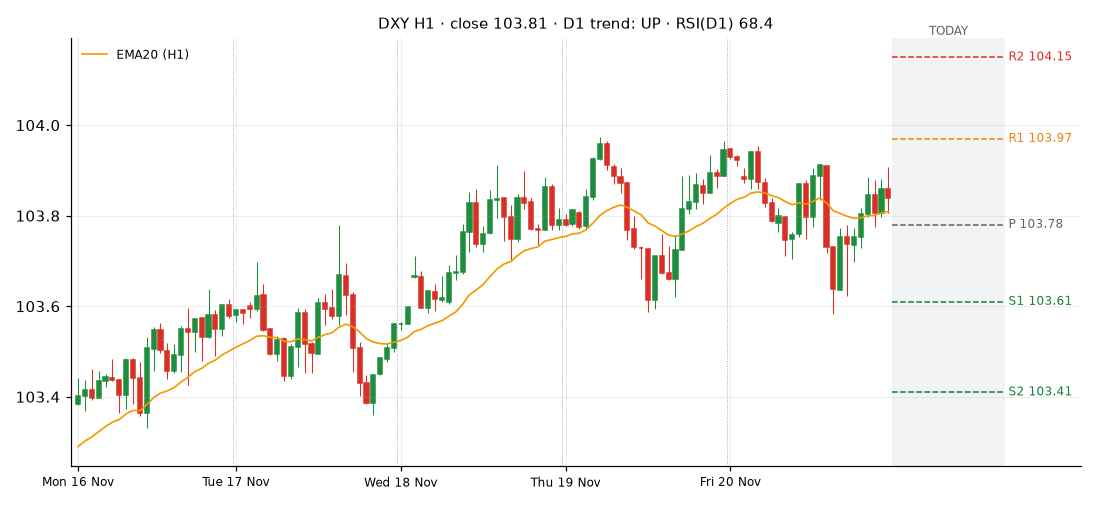 DXY H1 · close 103.81 · D1 trend: UP · RSI(D1) 68.4
TODAY
EMA20 (H1)
R2 104.15
104.0
R1 103.97
103.8
P 103.78
103.6
S1 103.61
103.4
S2 103.41
Mon 16 Nov
Tue 17 Nov
Wed 18 Nov
Thu 19 Nov
Fri 20 Nov